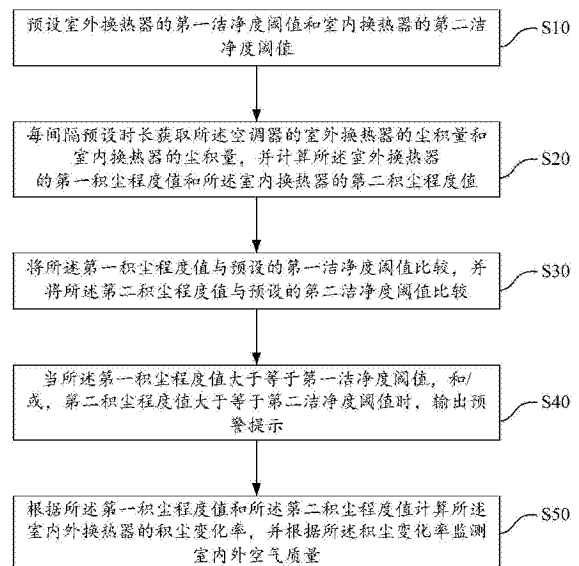 预设室外换热器的第一洁净度阈值和室内换热器的第二洁
净度阈值
S10
每间隔预设时长获取所述空调器的室外换热器的尘积量和
室内换热器的尘积量，并计算所述室外换热器
的第一积尘程度值和所述室内换热器的第二积尘程度值
S20
将所述第一积尘程度值与预设的第一洁净度阈值比较，并
将所述第二积尘程度值与预设的第二洁净度阈值比较
S30
当所述第一积尘程度值大于等于第一洁净度阈值，和/
或，第二积尘程度值大于等于第二洁净度阈值时，输出预
警提示
S40
根据所述第一积尘程度值和所述第二积尘程度值计算所述
室内外换热器的积尘变化率，并根据所述积尘变化率监测
室内外空气质量
S50